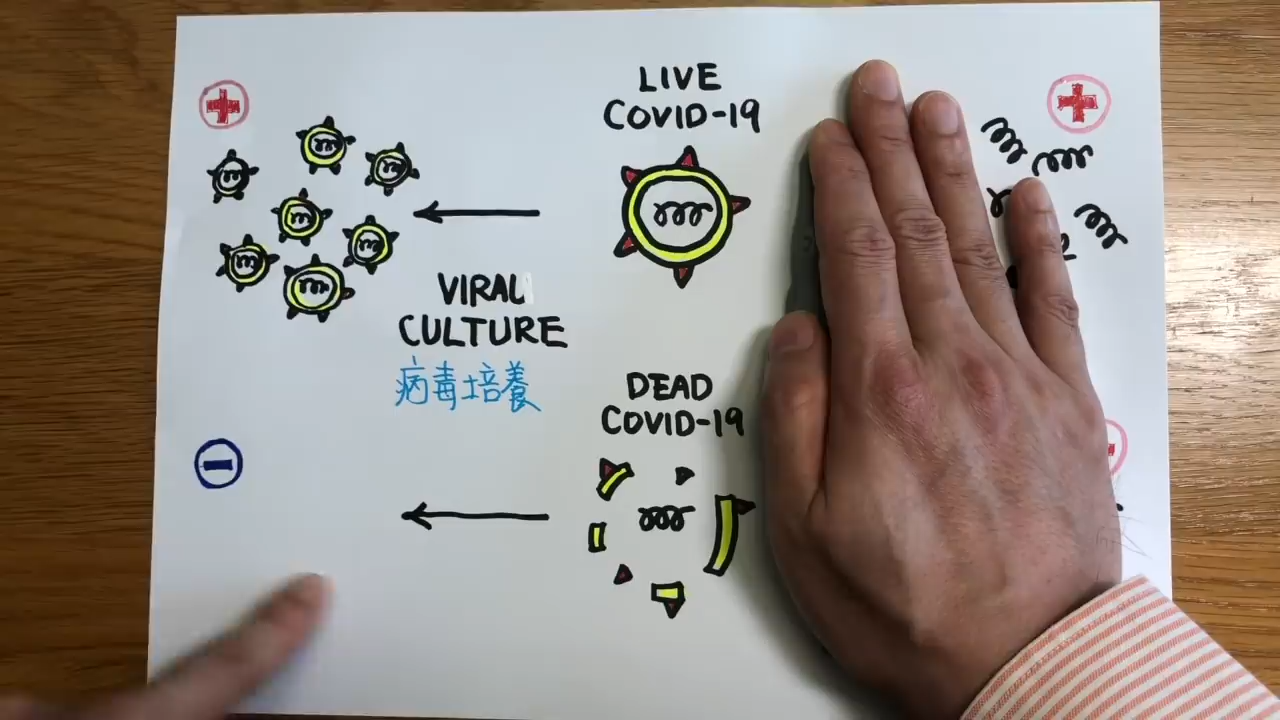 LIVE
COVID-19
VIRAL
CULTURE
病毒培養
DEAD
COVID-19